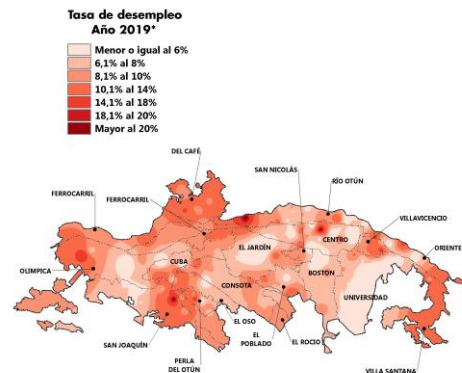 Tasa de desempleo
Año 2019*
Menor o igual al 6%
6,1% al 8%
8,1% al 10%
10,1% al 14%
14,1% al 18%
18,1% al 20%
Mayor al 20%
DEL CAFÉ
SAN NICOLÁS
FERROCARRIL
FERROCARRIL
RÍO OTÚN
VILLAVICENCIO
EL JARDÍN
CENTRO
ORIENTE
CUBA
OLIMPICA
BOSTON
CONSOTA
UNIVERSIDAD
SAN JOAQUÍN
EL OSO
EL
POBLADO
EL ROCIO
PERLA
DEL OTÚN
VILLA SANTANA